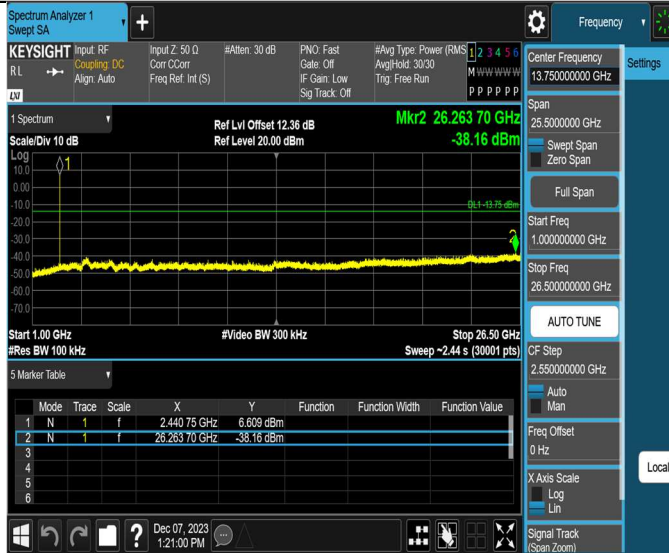 Spectrum Analyzer 1
Swept SA
+
Frequency
KEYSIGHT
RL
LXI
Input: RF
Coupling: DC
Align: Auto
Input Z: 50 Ω
Corr CCorr
Freq Ref: Int (S)
#Atten: 30 dB
PNO: Fast
Gate: Off
IF Gain: Low
Sig Track: Off
#Avg Type: Power (RMS
Avg|Hold: 30/30
Trig: Free Run
1 2 3 4 5 6
M W W W W W
P P P P P P
1 Spectrum
Scale/Div 10 dB
Log
Ref Lvl Offset 12.36 dB
Ref Level 20.00 dBm
Mkr2 26.263 70 GHz
-38.16 dBm
1
10.0
0.00
-10.0
DL1 -13.75 dBm
-20.0
-30.0
2
-40.0
-50.0
-60.0
-70.0
Start 1.00 GHz
#Video BW 300 kHz
Stop 26.50 GHz
#Res BW 100 kHz
Sweep ~2.44 s (30001 pts)
5 Marker Table
Mode Trace Scale X Y Function Function Width Function Value
1 N 1 f 2.440 75 GHz 6.609 dBm
2 N 1 f 26.263 70 GHz -38.16 dBm
3
4
5
6
Dec 07, 2023
1:21:00 PM
?
Center Frequency
13.750000000 GHz
Settings
Span
25.5000000 GHz
Swept Span
Zero Span
Full Span
Start Freq
1.000000000 GHz
Stop Freq
26.500000000 GHz
AUTO TUNE
CF Step
2.550000000 GHz
Auto
Man
Freq Offset
0 Hz
Local
X Axis Scale
Log
Lin
Signal Track
(Span Zoom)